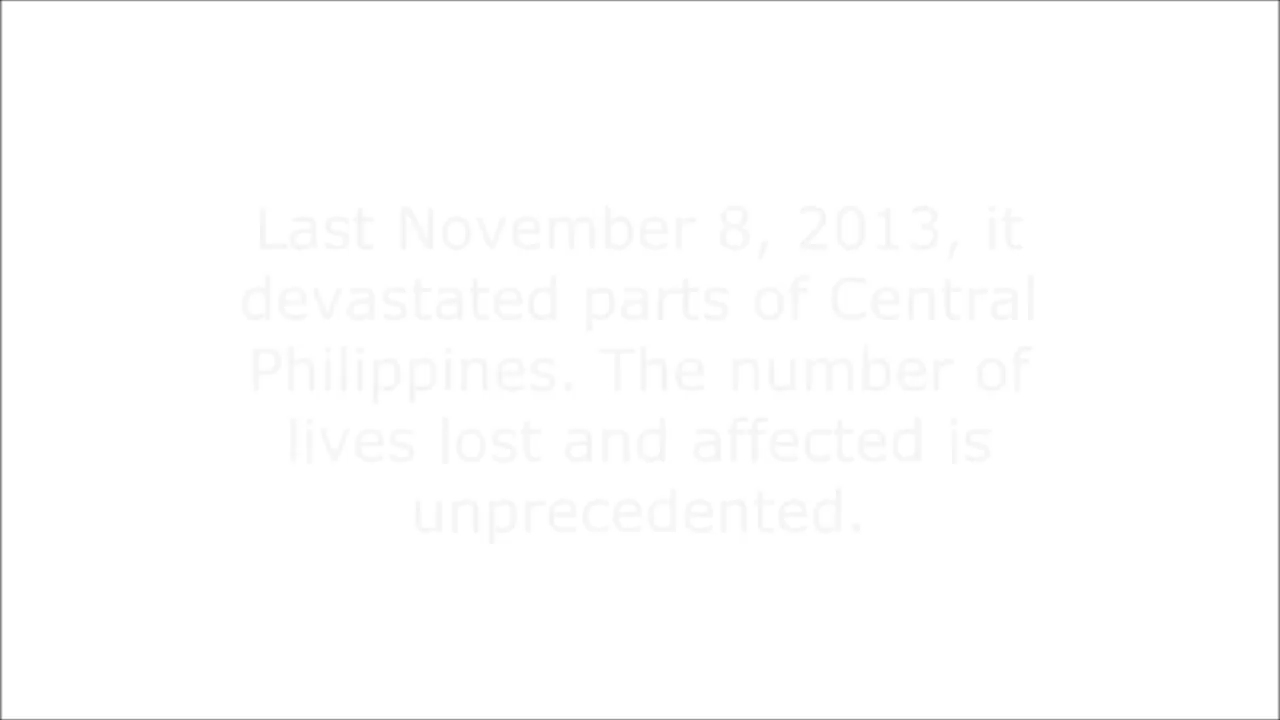 Last November 8, 2013, it
devastated parts of Central
Philippines. The number of
lives lost and affected is
unprecedented.